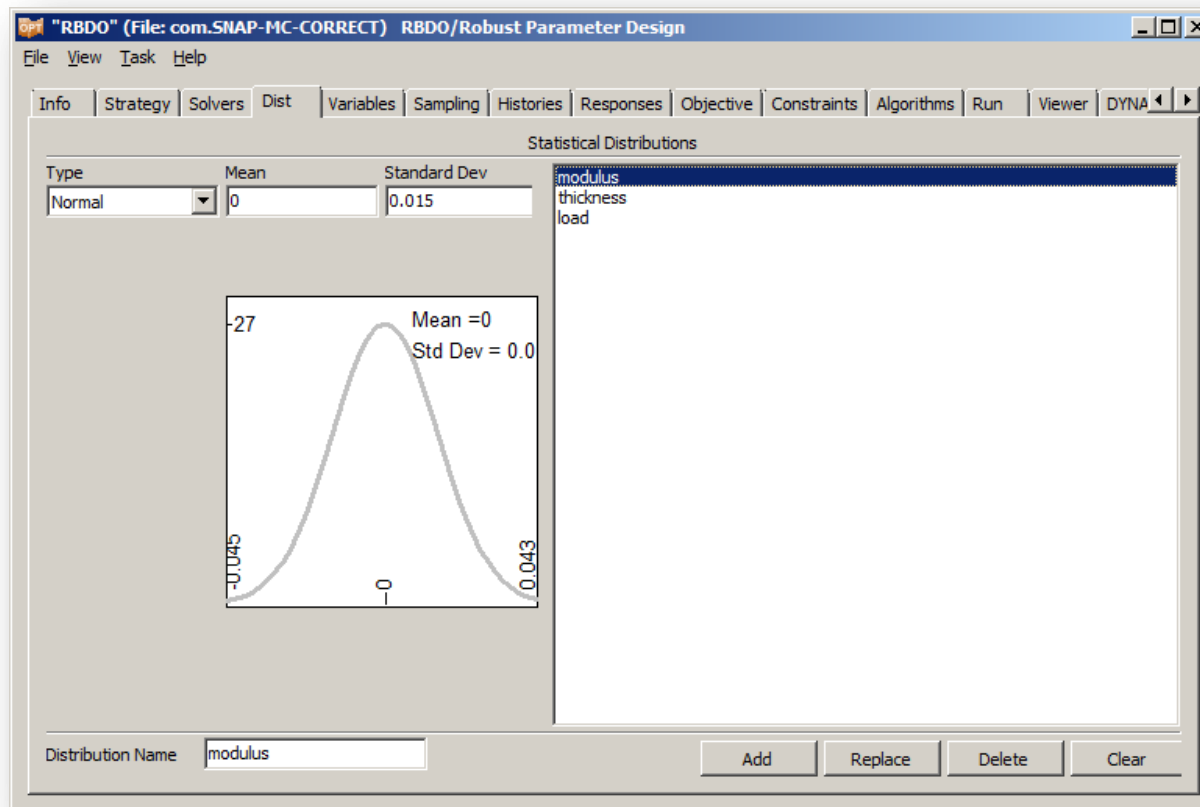 OPT "RBDO" (File: com.SNAP-MC-CORRECT) RBDO/Robust Parameter Design
File View Task Help
Info Strategy Solvers Dist Variables Sampling Histories Responses Objective Constraints Algorithms Run Viewer DYNA
Statistical Distributions
Type Mean Standard Dev
Normal 0 0.015
modulus
thickness
load
-27
Mean =0
Std Dev = 0.0
-0.045
-0
0.043
Distribution Name modulus
Add Replace Delete Clear